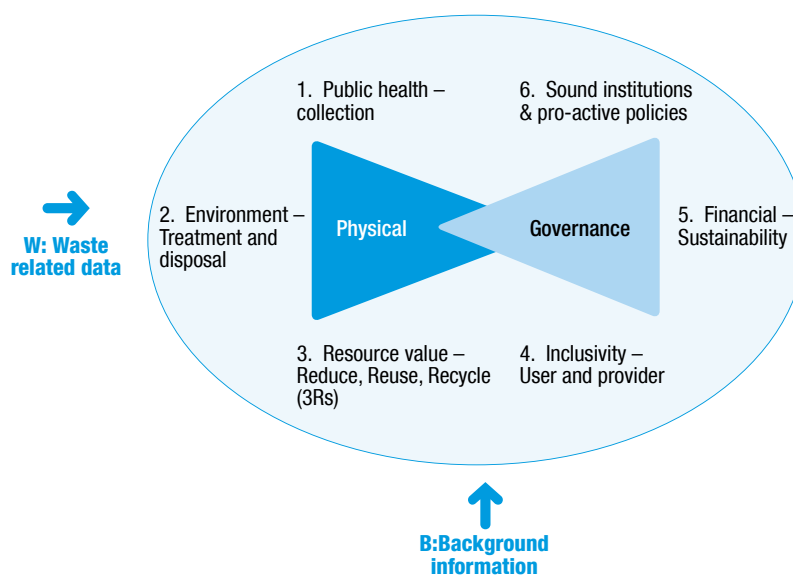 1. Public health –
collection
6. Sound institutions
& pro-active policies
W: Waste
related data
2. Environment –
Treatment and
disposal
Physical
Governance
5. Financial –
Sustainability
3. Resource value –
Reduce, Reuse, Recycle
(3Rs)
4. Inclusivity –
User and provider
B:Background
information